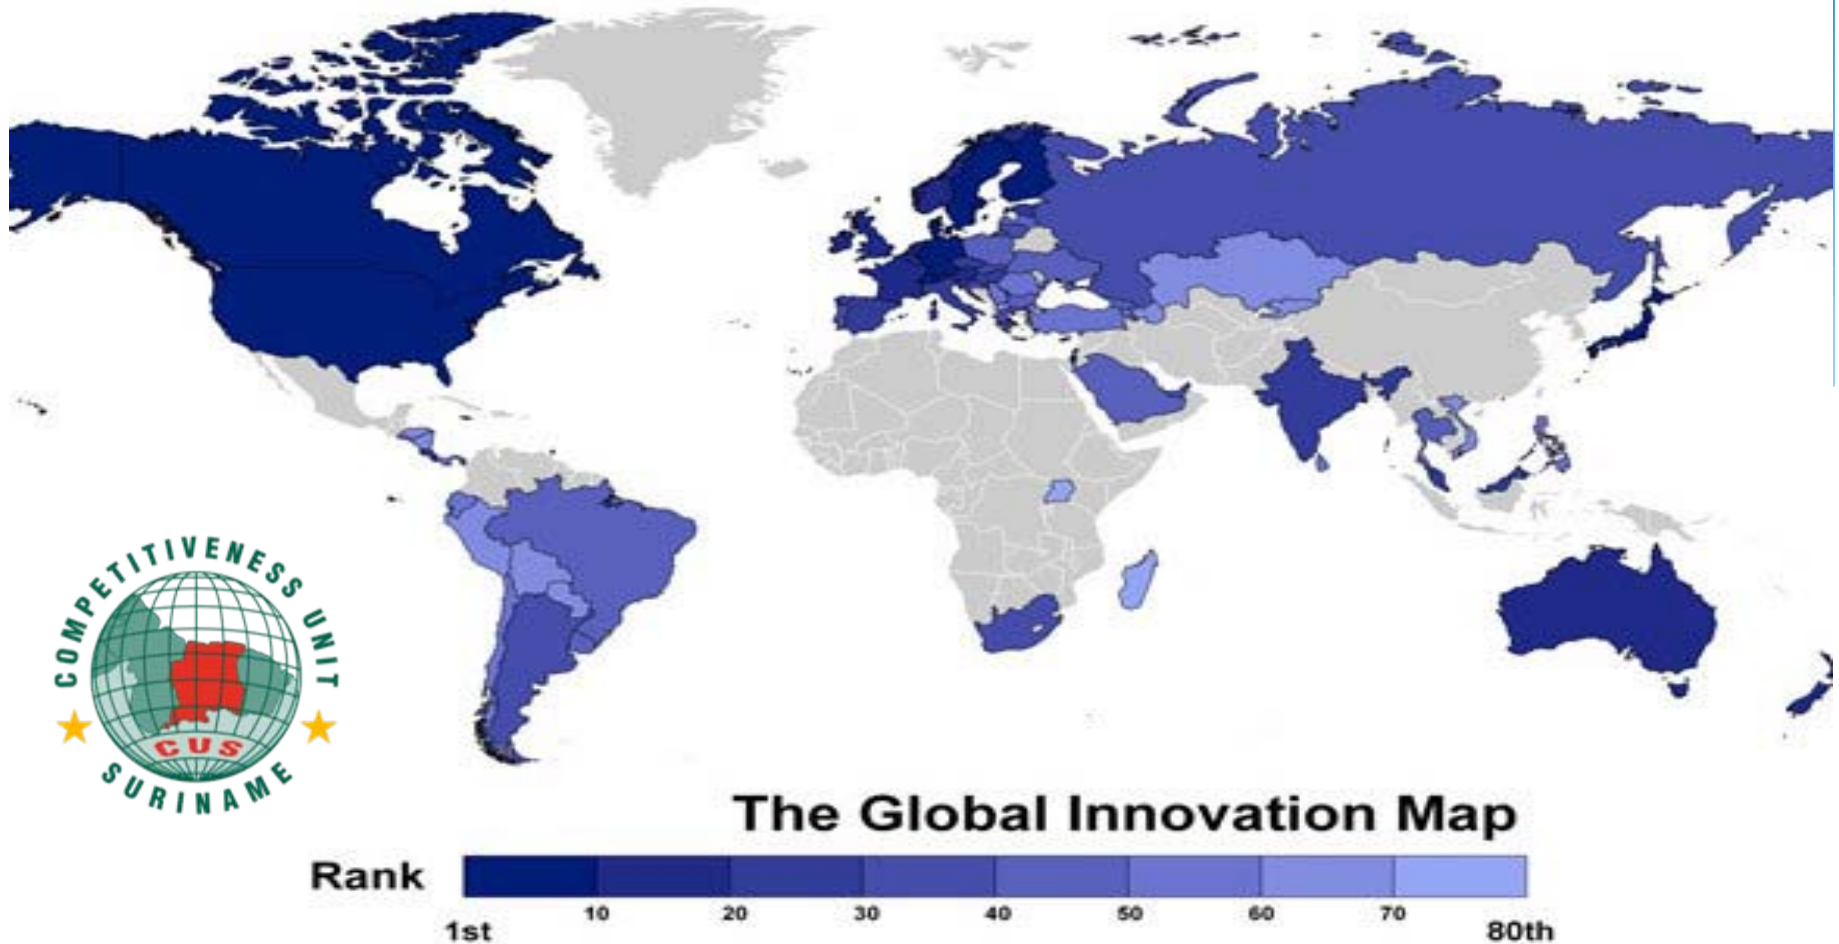 COMPETITIVENESS UNIT
CUS
SURINAME
The Global Innovation Map
Rank
1st 10 20 30 40 50 60 70 80th